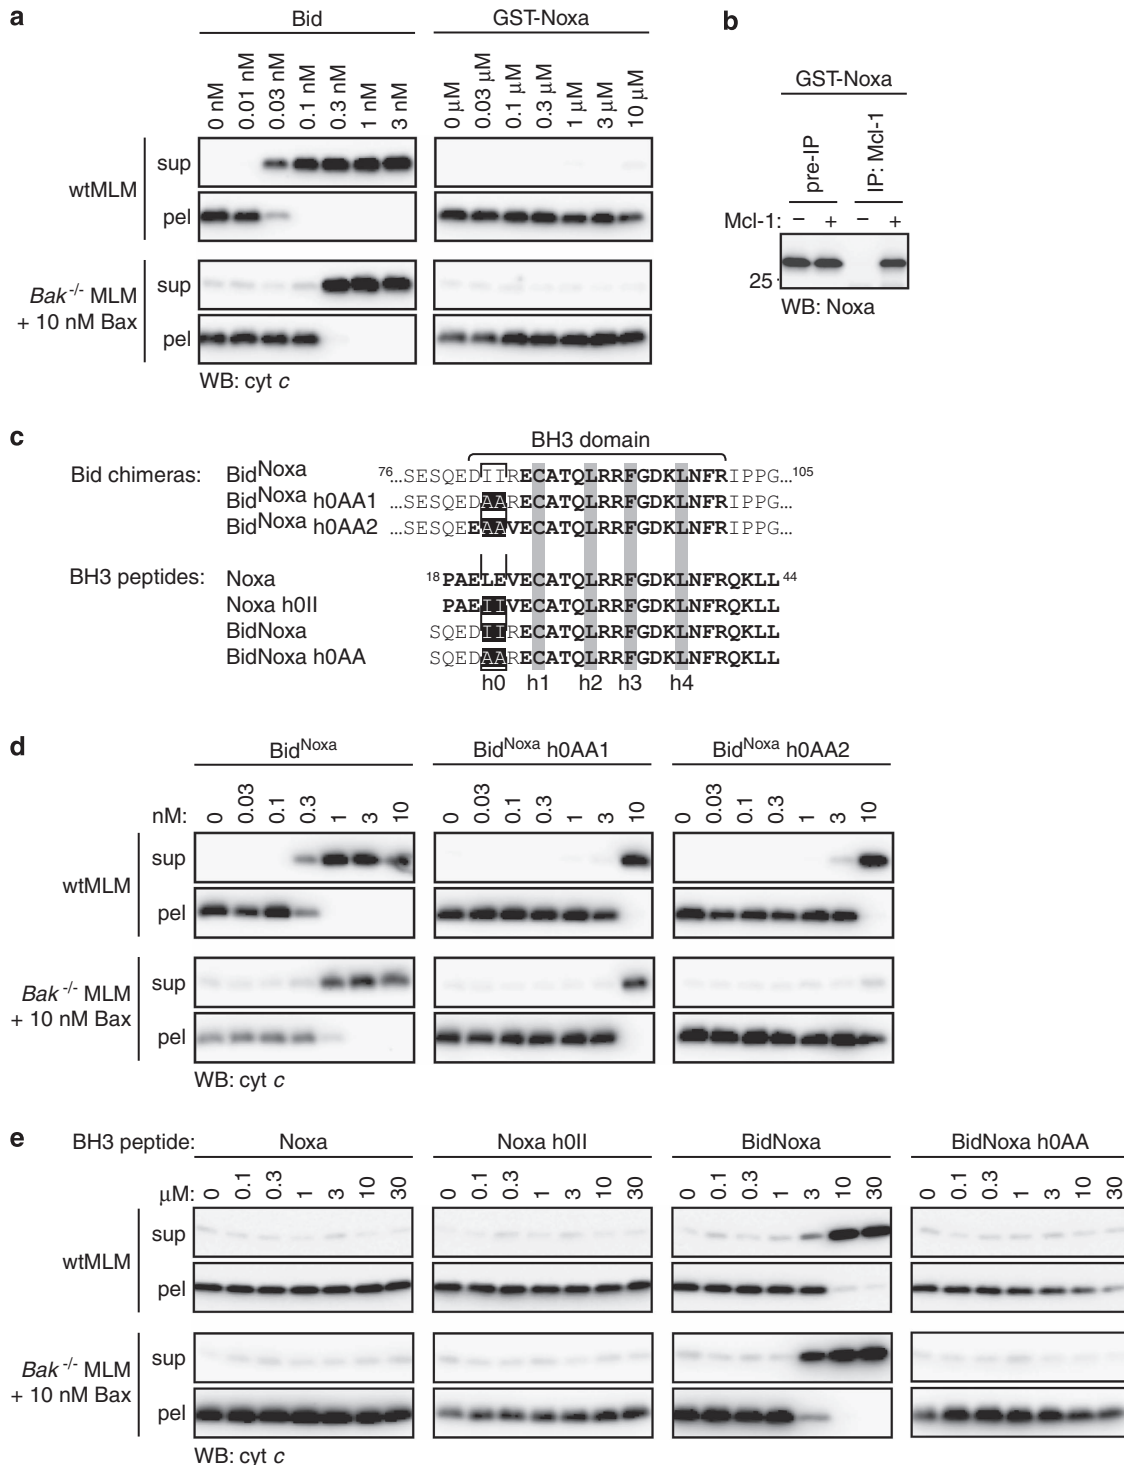 a
Bid GST-Noxa
0 nM 0.01 nM 0.03 nM 0.1 nM 0.3 nM 1 nM 3 nM 0 µM 0.03 µM 0.1 µM 0.3 µM 1 µM 3 µM 10 µM
wtMLM
sup
pel
Bak -/- MLM
+ 10 nM Bax
sup
pel
WB: cyt c
b
GST-Noxa
pre-IP IP: Mcl-1
Mcl-1: – + – +
25
WB: Noxa
c
BH3 domain
Bid chimeras: BidNoxa 76...SESQEDIIRECATQLRRFGDKLNFRIPPG...105
BidNoxa h0AA1 ...SESQEDAARECATQLRRFGDKLNFRIPPG...
BidNoxa h0AA2 ...SESQEEAAVECATQLRRFGDKLNFRIPPG...
BH3 peptides: Noxa 18 PAELEVECATQLRRFGDKLNFRQKLL 44
Noxa h0II PAEIIVECATQLRRFGDKLNFRQKLL
BidNoxa SQEDIIRECATQLRRFGDKLNFRQKLL
BidNoxa h0AA SQEDAARECATQLRRFGDKLNFRQKLL
h0 h1 h2 h3 h4
d
BidNoxa BidNoxa h0AA1 BidNoxa h0AA2
nM: 0 0.03 0.1 0.3 1 3 10 0 0.03 0.1 0.3 1 3 10 0 0.03 0.1 0.3 1 3 10
wtMLM
sup
pel
Bak -/- MLM
+ 10 nM Bax
sup
pel
WB: cyt c
e
BH3 peptide: Noxa Noxa h0II BidNoxa BidNoxa h0AA
µM: 0 0.1 0.3 1 3 10 30 0 0.1 0.3 1 3 10 30 0 0.1 0.3 1 3 10 30 0 0.1 0.3 1 3 10 30
wtMLM
sup
pel
Bak -/- MLM
+ 10 nM Bax
sup
pel
WB: cyt c